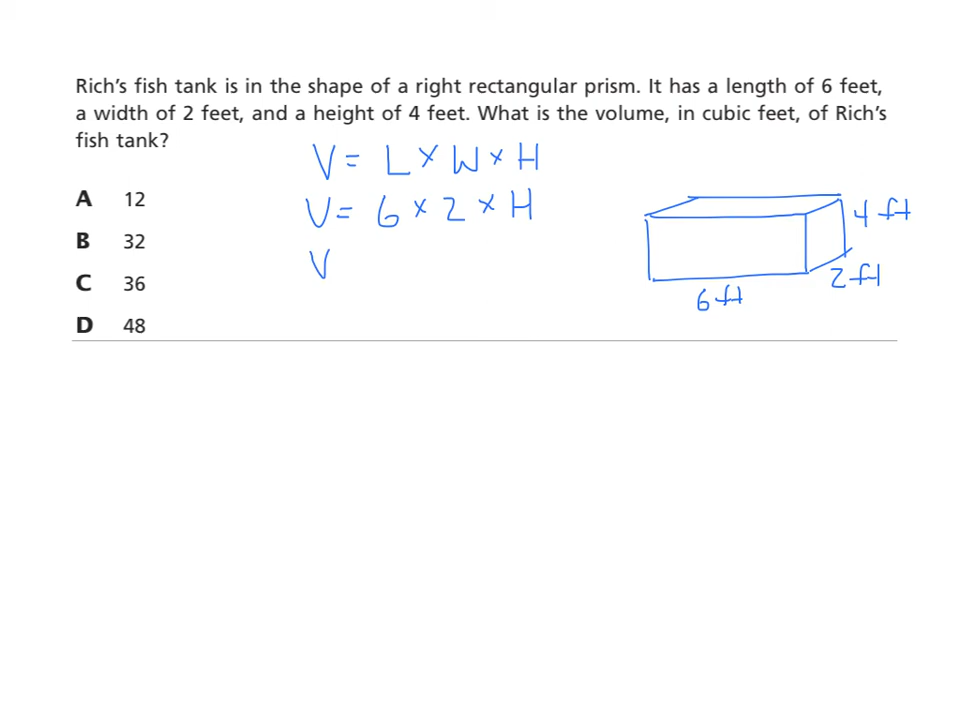 Rich's fish tank is in the shape of a right rectangular prism. It has a length of 6 feet,
a width of 2 feet, and a height of 4 feet. What is the volume, in cubic feet, of Rich's
fish tank?
V = L × W × H
A 12
V = 6 × 2 × H
4 ft
B 32
V
2 ft
C 36
6 ft
D 48